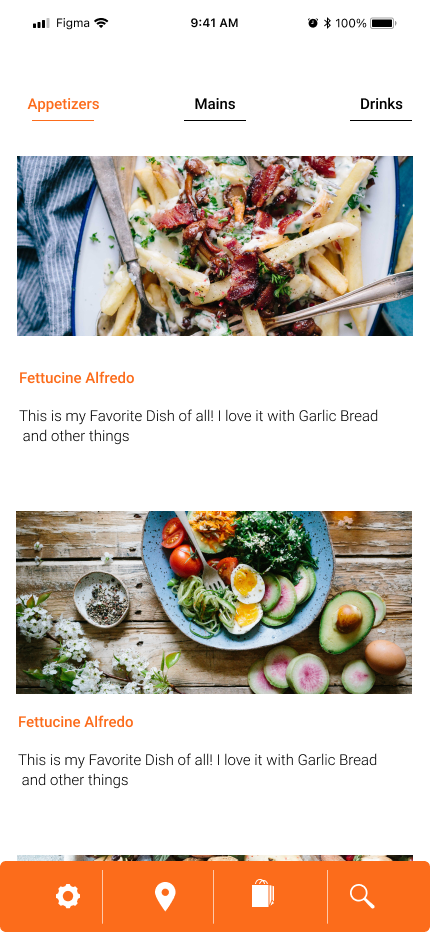 Figma
9:41 AM
100%
Appetizers
Mains
Drinks
Fettucine Alfredo
This is my Favorite Dish of all! I love it with Garlic Bread
and other things
Fettucine Alfredo
This is my Favorite Dish of all! I love it with Garlic Bread
and other things